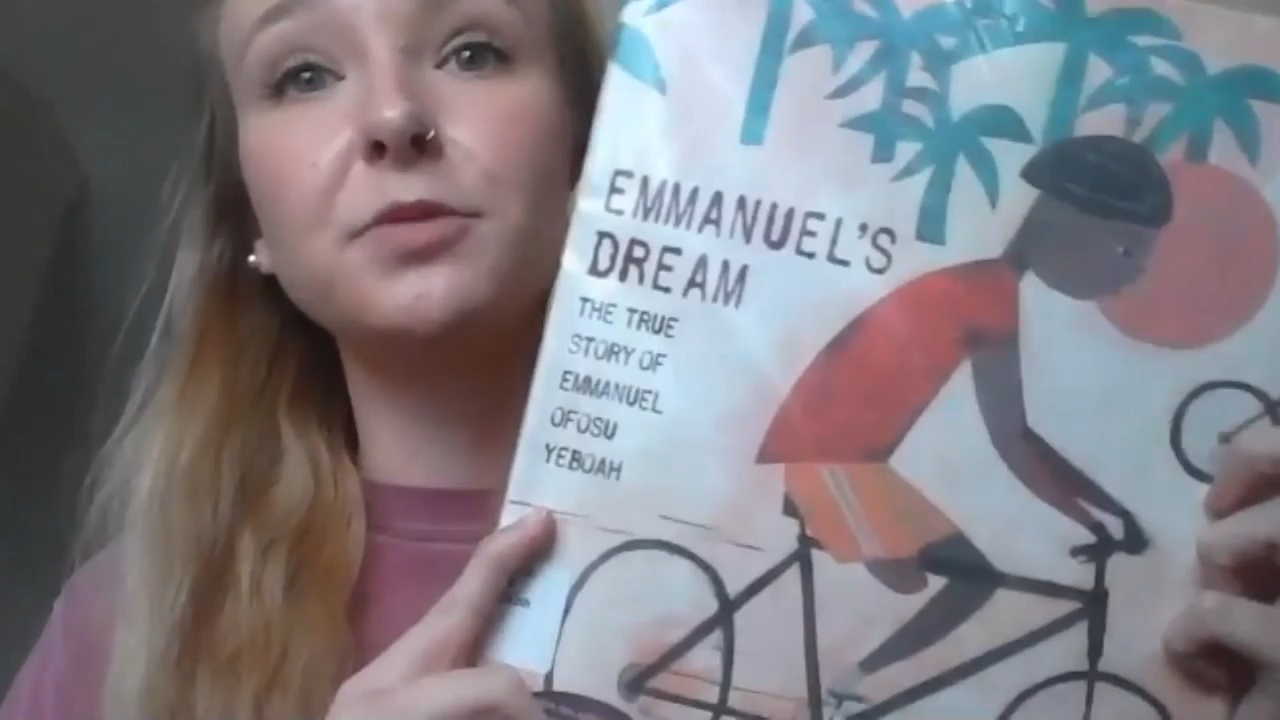 EMMANUEL'S
DREAM
THE TRUE
STORY OF
EMMANUEL
OFOSU
YEBOAH